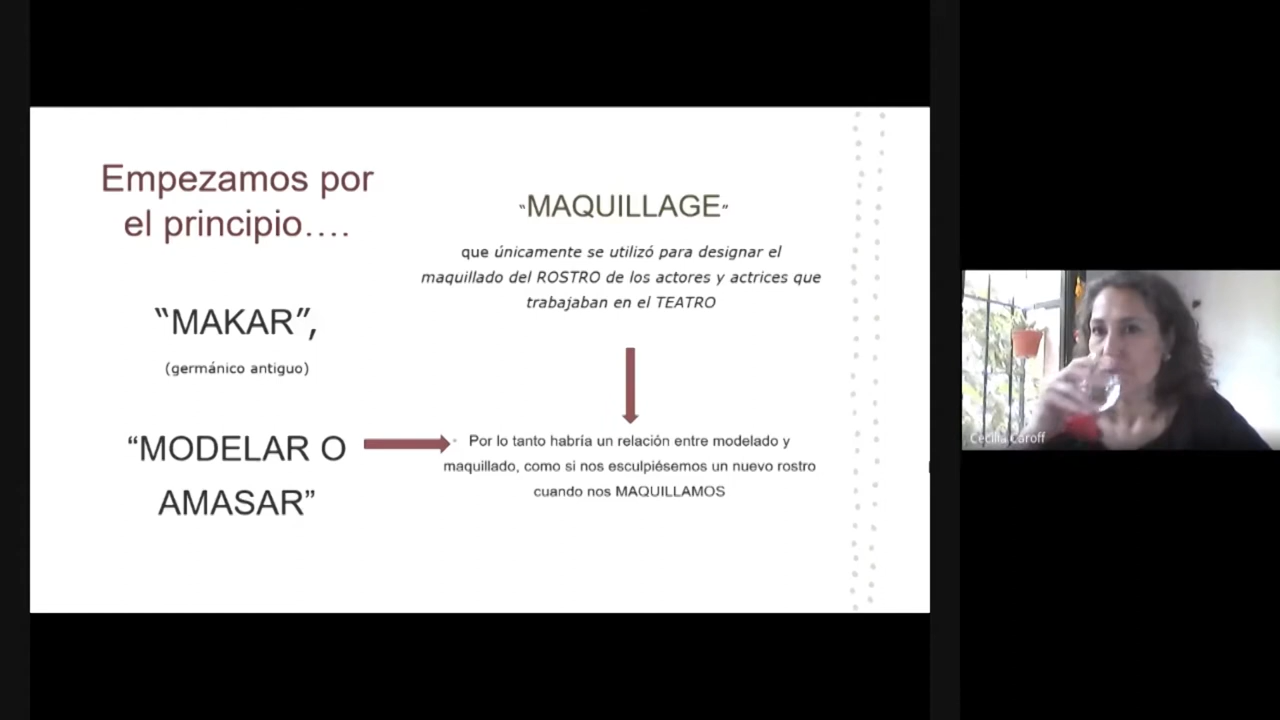 Empezamos por
el principio....
“MAKAR”,
(germánico antiguo)
“MODELAR O
AMASAR”
“MAQUILLAGE”
que únicamente se utilizó para designar el
maquillado del ROSTRO de los actores y actrices que
trabajaban en el TEATRO
Por lo tanto habría un relación entre modelado y
maquillado, como si nos esculpiésemos un nuevo rostro
cuando nos MAQUILLAMOS
Cecilia Caroff